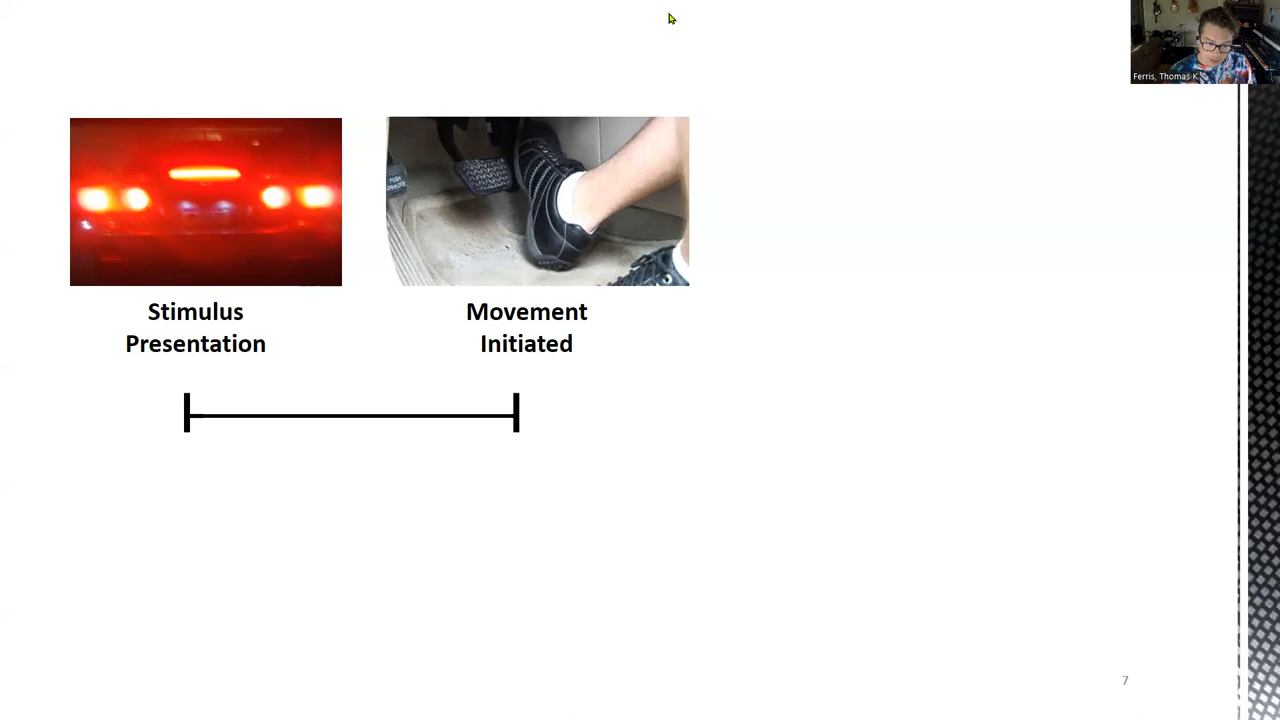 Ferris, Thomas K
Stimulus
Presentation
Movement
Initiated
7